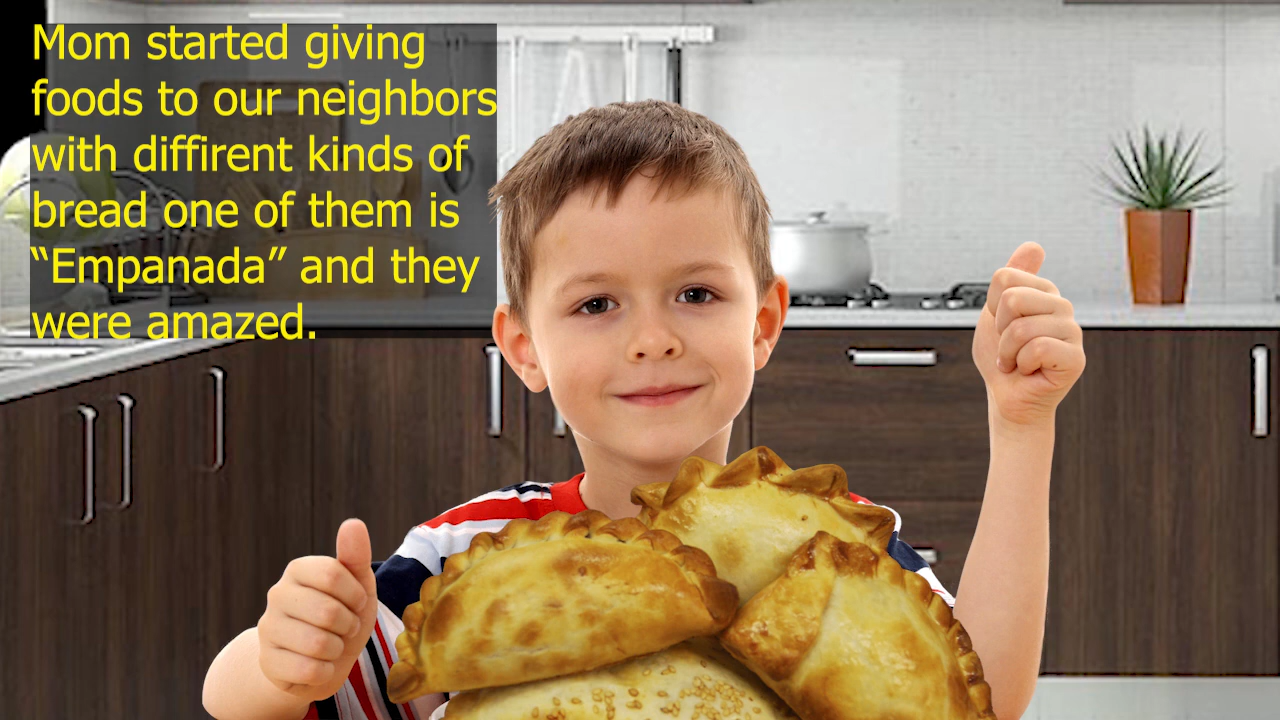 Mom started giving
foods to our neighbors
with diffirent kinds of
bread one of them is
“Empanada” and they
were amazed.